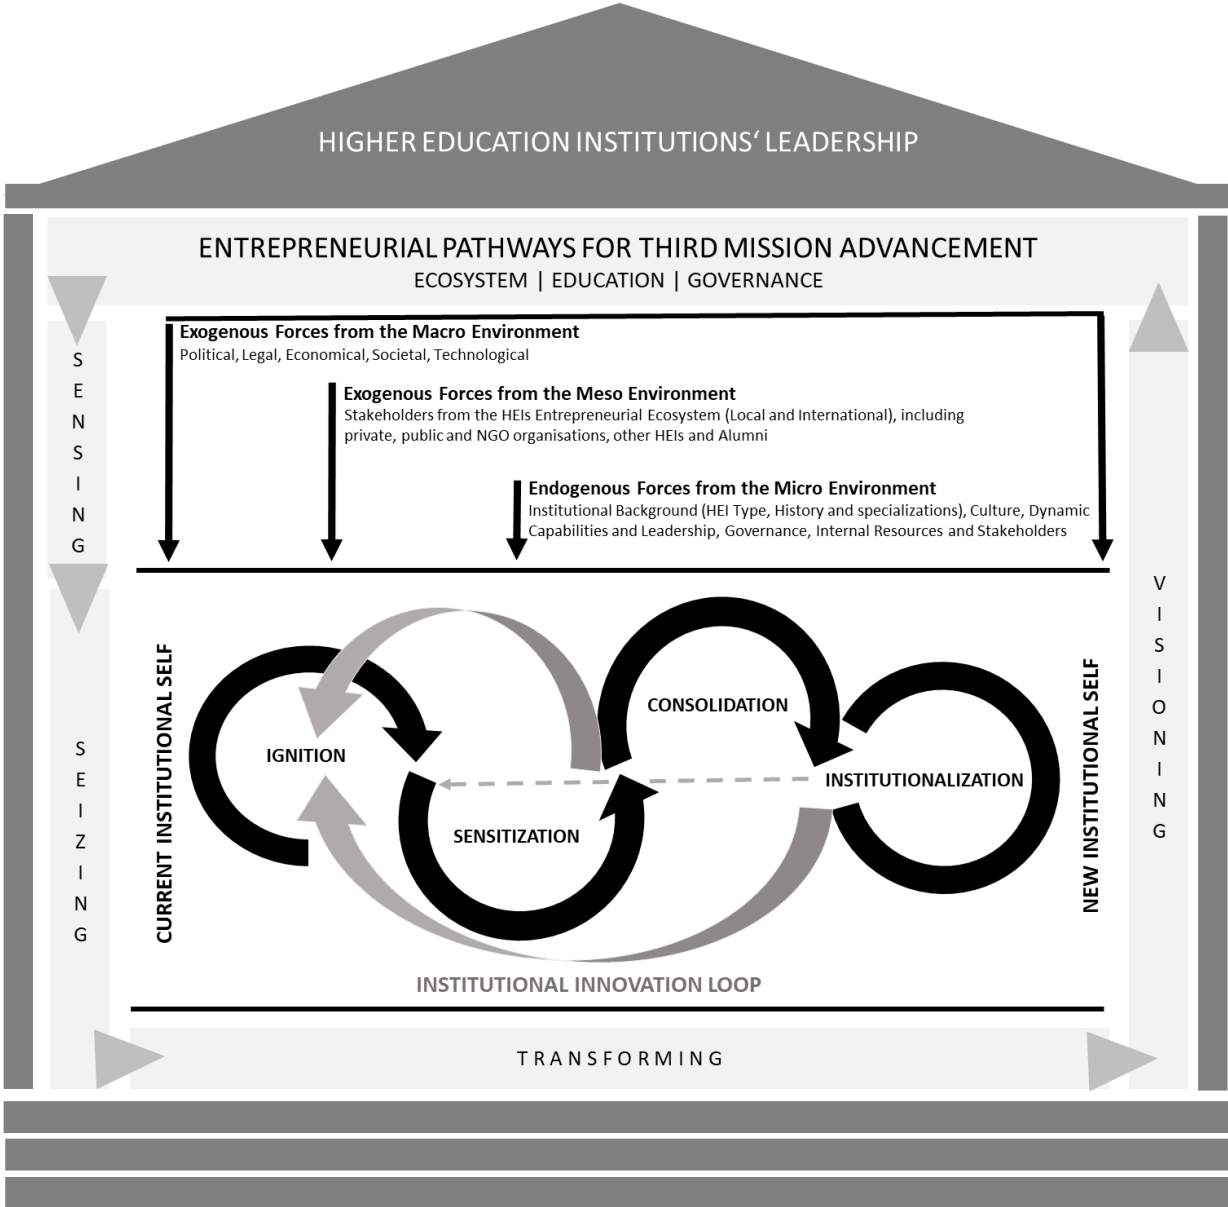 HIGHER EDUCATION INSTITUTIONS‘ LEADERSHIP
ENTREPRENEURIAL PATHWAYS FOR THIRD MISSION ADVANCEMENT
ECOSYSTEM | EDUCATION | GOVERNANCE
Exogenous Forces from the Macro Environment
Political, Legal, Economical, Societal, Technological
Exogenous Forces from the Meso Environment
Stakeholders from the HEIs Entrepreneurial Ecosystem (Local and International), including
private, public and NGO organisations, other HEIs and Alumni
Endogenous Forces from the Micro Environment
Institutional Background (HEI Type, History and specializations), Culture, Dynamic
Capabilities and Leadership, Governance, Internal Resources and Stakeholders
SENSING
SEIZING
CURRENT INSTITUTIONAL SELF
IGNITION
SENSITIZATION
CONSOLIDATION
INSTITUTIONALIZATION
NEW INSTITUTIONAL SELF
VISIONING
INSTITUTIONAL INNOVATION LOOP
TRANSFORMING